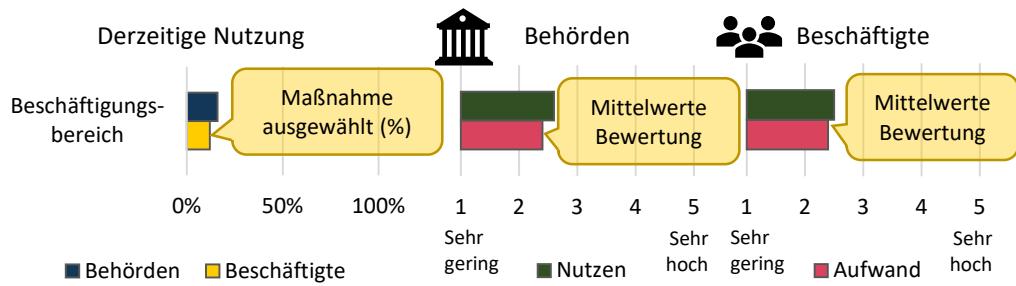 Derzeitige Nutzung
Behörden
Beschäftigte
Beschäftigungs-
bereich
Maßnahme
ausgewählt (%)
Mittelwerte
Bewertung
Mittelwerte
Bewertung
0% 50% 100% 1 2 3 4 5 1 2 3 4 5
Sehr
gering
Sehr
hoch
Sehr
gering
Sehr
hoch
Behörden Beschäftigte Nutzen Aufwand